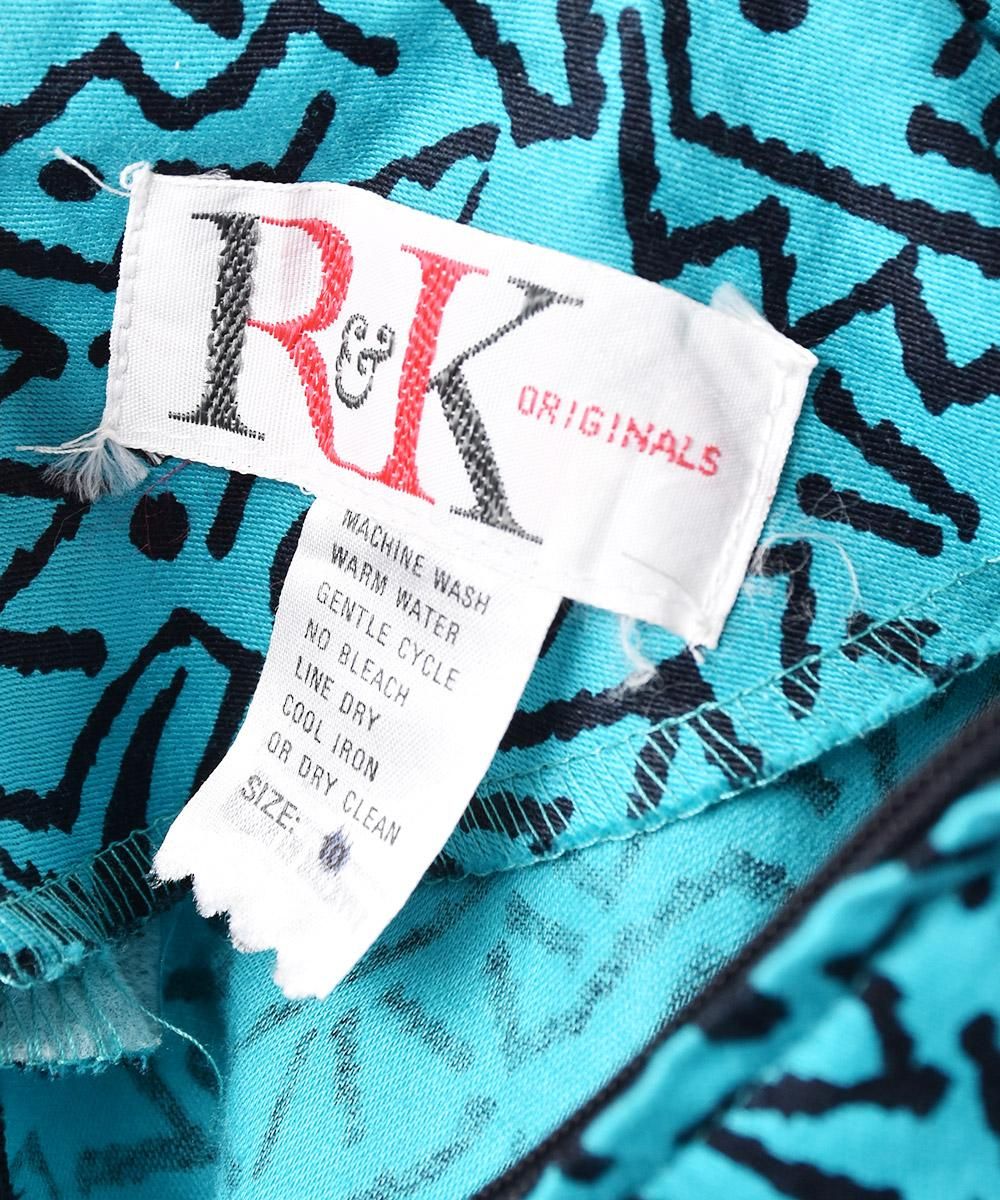 R&K ORIGINALS
MACHINE WASH
WARM WATER
GENTLE CYCLE
NO BLEACH
LINE DRY
COOL IRON
OR DRY CLEAN
SIZE: